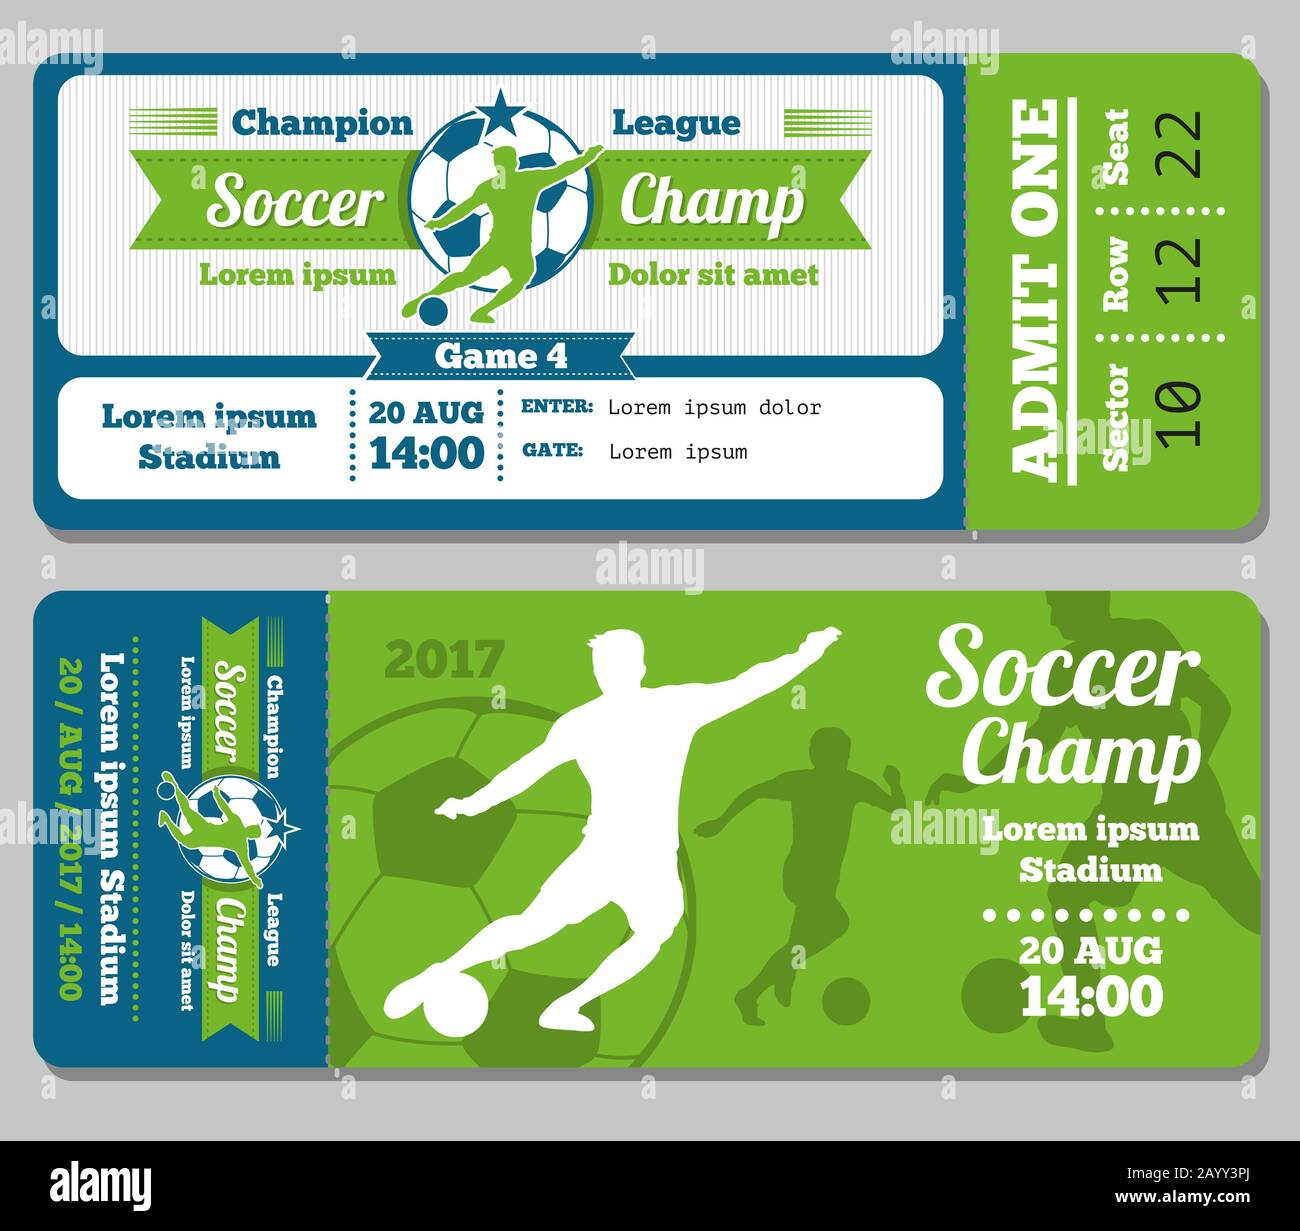 Champion League
Soccer Champ
Lorem ipsum Dolor sit amet
Game 4
Lorem ipsum
Stadium
20 AUG
14:00
ENTER: Lorem ipsum dolor
GATE: Lorem ipsum
ADMIT ONE
Sector Row Seat
10 12 22
20 / AUG / 2017 / 14:00
Lorem ipsum Stadium
Lorem ipsum Dolor sit amet
Soccer Champ
Champion League
2017
Soccer
Champ
Lorem ipsum
Stadium
20 AUG
14:00
alamy
alamy
Image ID: 2AYY3PJ
www.alamy.com